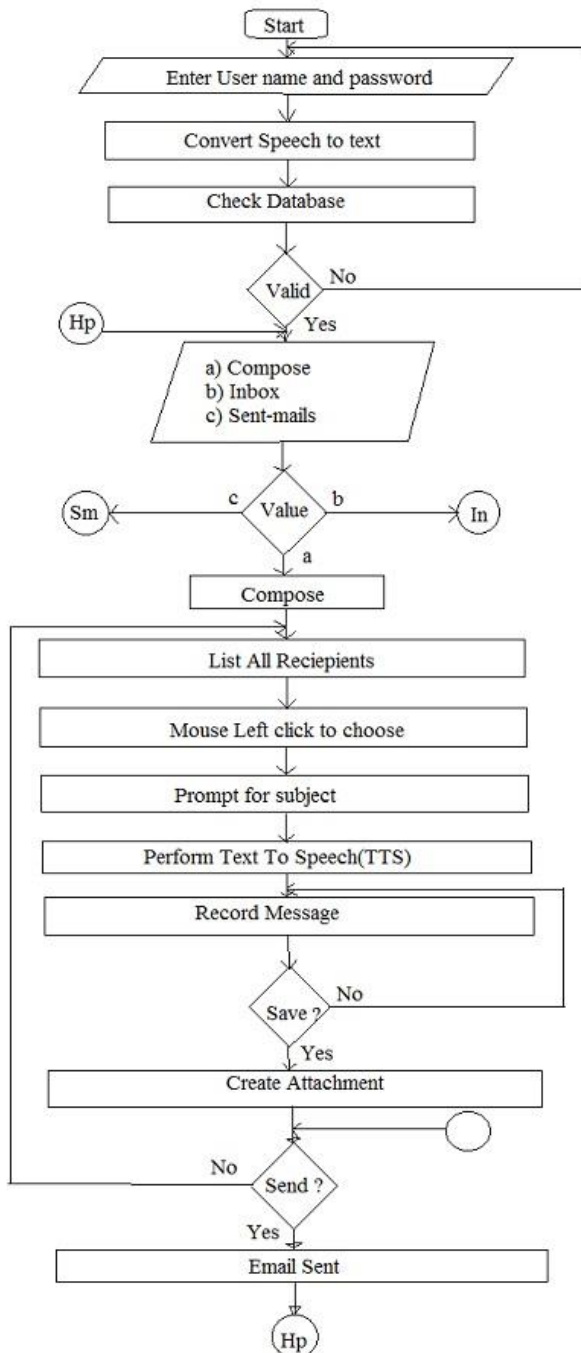 Start
Enter User name and password
Convert Speech to text
Check Database
Valid
No
Hp
Yes
a) Compose
b) Inbox
c) Sent-mails
Sm
c
Value
b
In
a
Compose
List All Reciepients
Mouse Left click to choose
Prompt for subject
Perform Text To Speech(TTS)
Record Message
Save ?
No
Yes
Create Attachment
No
Send ?
Yes
Email Sent
Hp